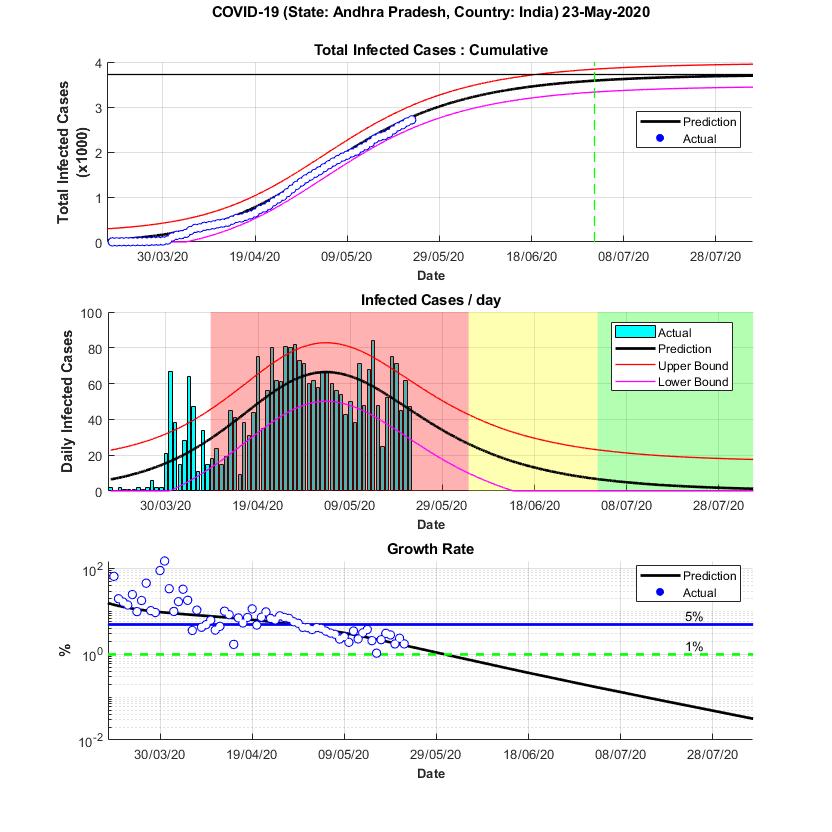 COVID-19 (State: Andhra Pradesh, Country: India) 23-May-2020
Total Infected Cases : Cumulative
Total Infected Cases
(x1000)
4
3
2
1
0
Prediction
Actual
30/03/20 19/04/20 09/05/20 29/05/20 18/06/20 08/07/20 28/07/20
Date
Infected Cases / day
Daily Infected Cases
100
80
60
40
20
0
Actual
Prediction
Upper Bound
Lower Bound
30/03/20 19/04/20 09/05/20 29/05/20 18/06/20 08/07/20 28/07/20
Date
Growth Rate
%
10^2
10^0
10^-2
Prediction
Actual
5%
1%
30/03/20 19/04/20 09/05/20 29/05/20 18/06/20 08/07/20 28/07/20
Date